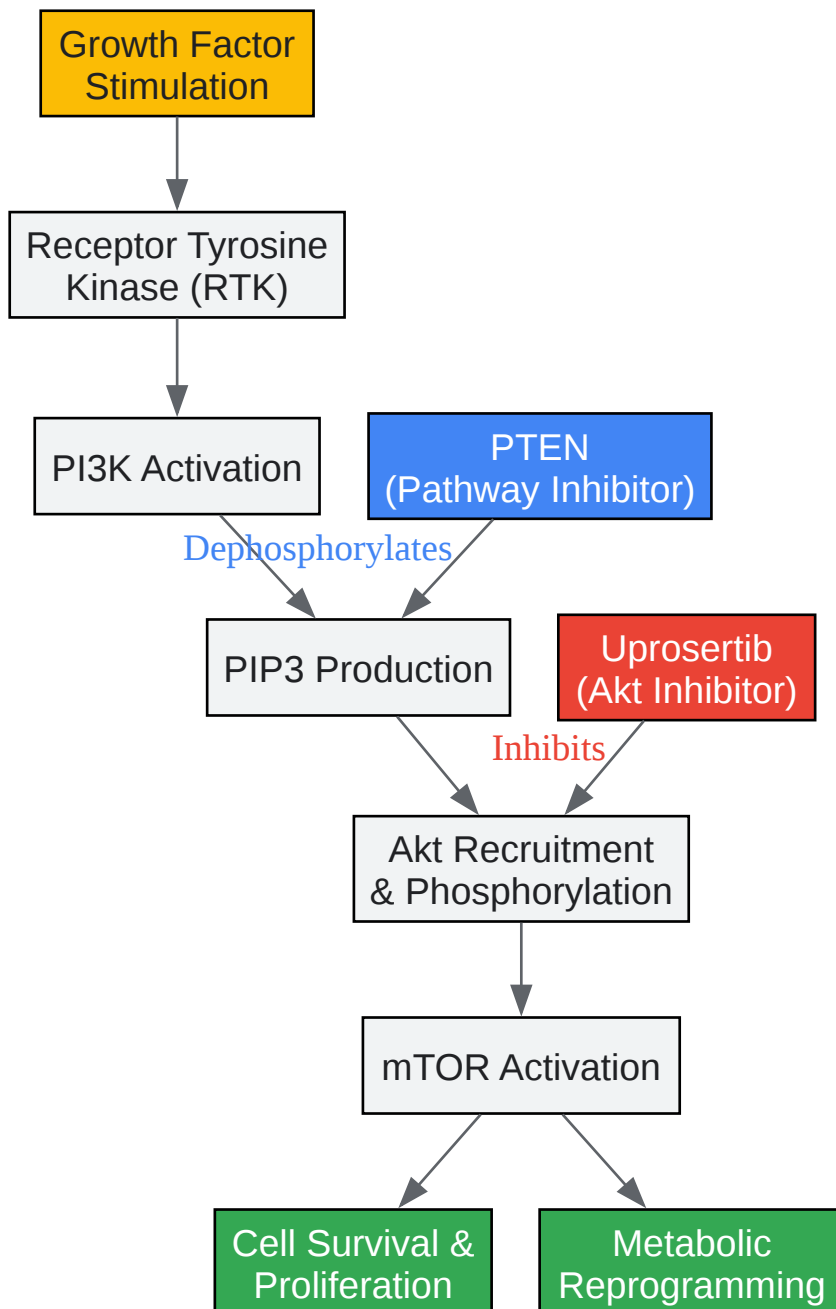 Growth Factor
Stimulation
Receptor Tyrosine
Kinase (RTK)
PI3K Activation
PTEN
(Pathway Inhibitor)
Dephosphorylates
PIP3 Production
Uprosertib
(Akt Inhibitor)
Inhibits
Akt Recruitment
& Phosphorylation
mTOR Activation
Cell Survival &
Proliferation
Metabolic
Reprogramming